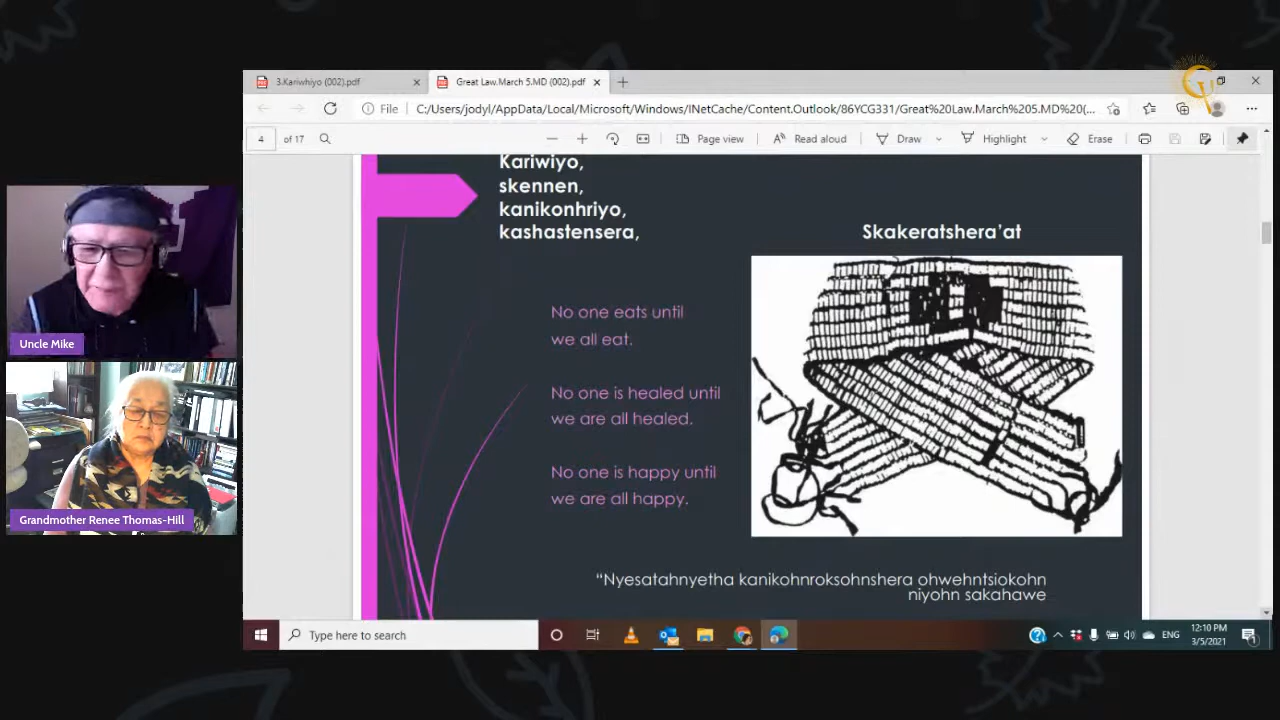 3.Kariwhiyo (002).pdf
Great Law.March 5.MD (002).pdf
File
C:/Users/jodyl/AppData/Local/Microsoft/Windows/INetCache/Content.Outlook/86YCG331/Great%20Law.March%205.MD%20(...
4 of 17
Page view
Read aloud
Draw
Highlight
Erase
Kariwiyo,
skennen,
kanikonhriyo,
kashastensera,
Skakeratshera’at
No one eats until
we all eat.
No one is healed until
we are all healed.
No one is happy until
we are all happy.
“Nyesatahnyetha kanikohnroksohnshera ohwehntsiokohn
niyohn sakahawe
Uncle Mike
Grandmother Renee Thomas-Hill
Type here to search
ENG
12:10 PM
3/5/2021